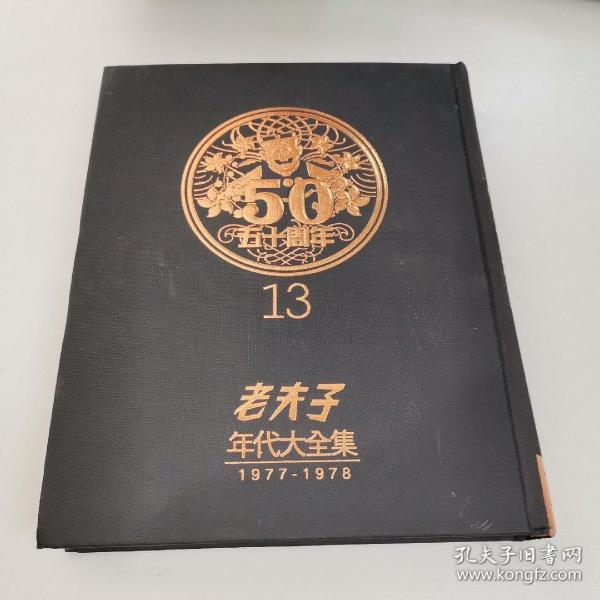 50
五十周年
13
老夫子
年代大全集
1977-1978
孔夫子旧书网
www.kongfz.com